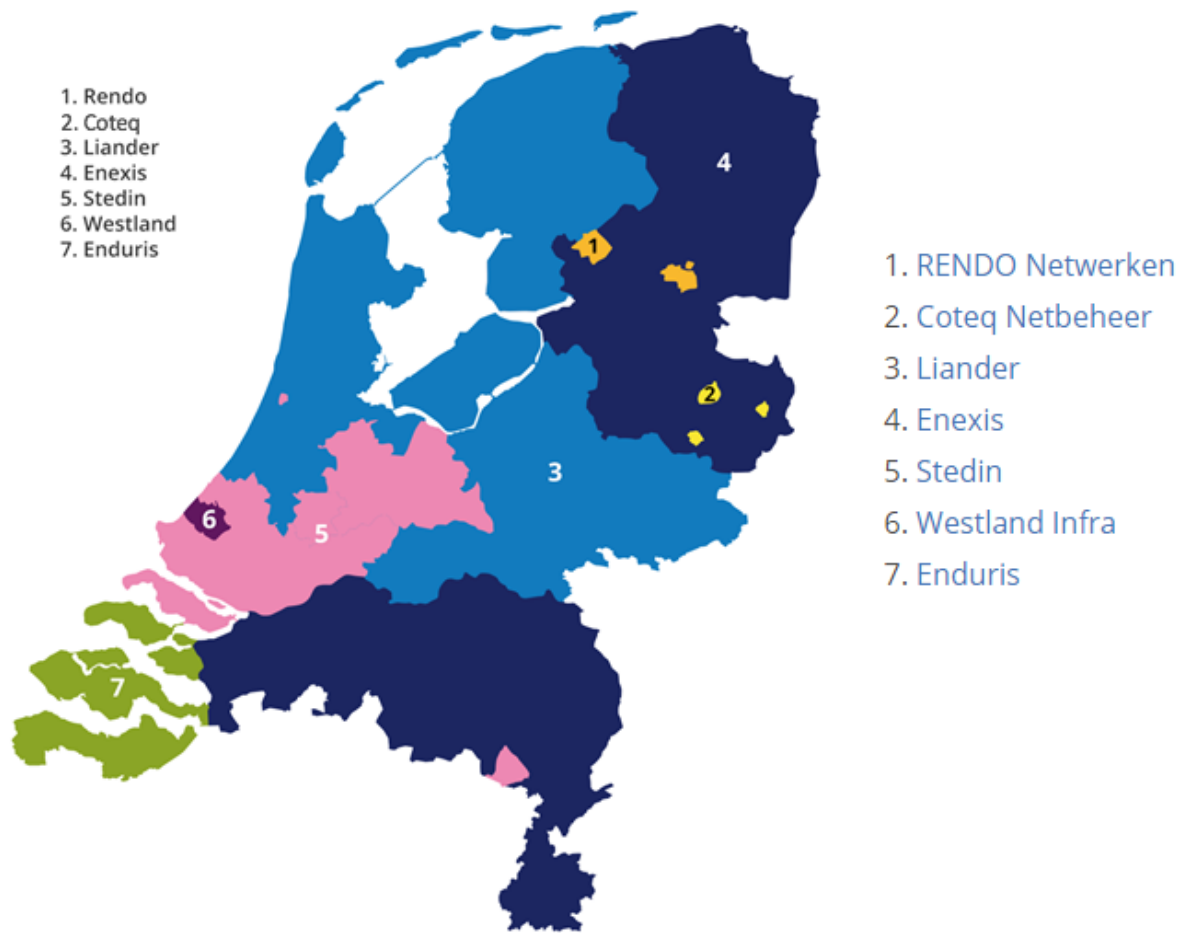 1. Rendo
2. Coteq
3. Liander
4. Enexis
5. Stedin
6. Westland
7. Enduris
4
1
2
3
6
5
7
1. RENDO Netwerken
2. Coteq Netbeheer
3. Liander
4. Enexis
5. Stedin
6. Westland Infra
7. Enduris